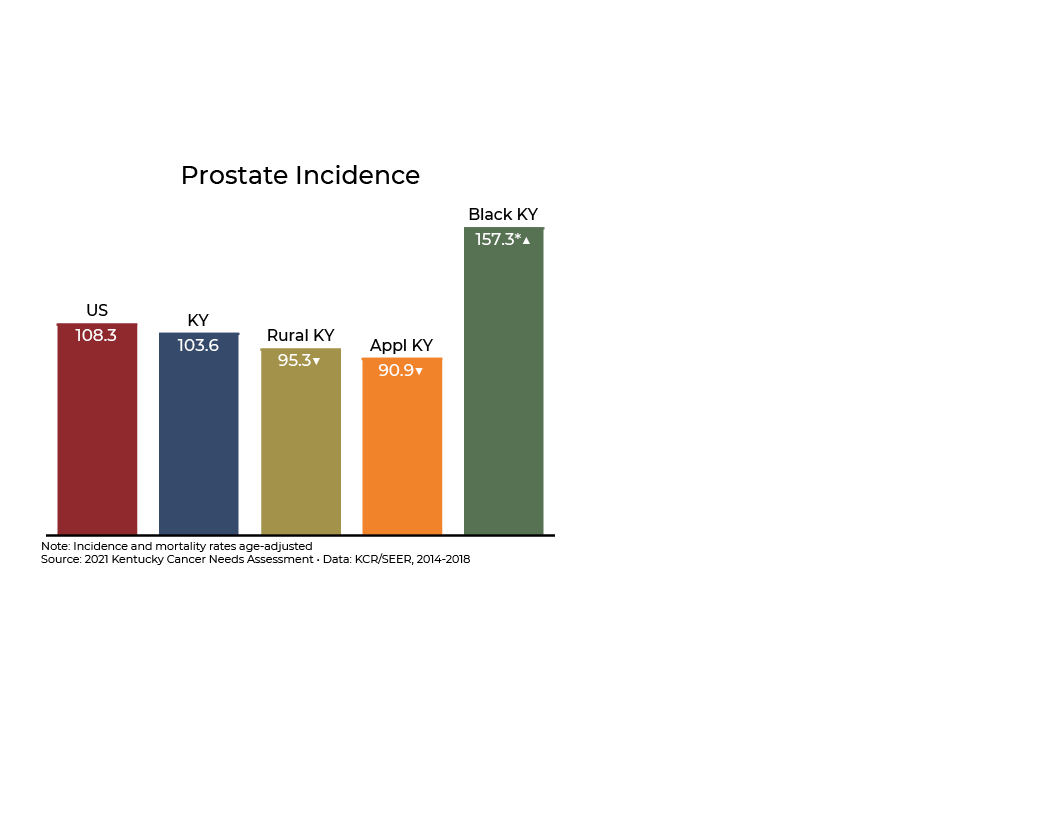 Prostate Incidence
US
108.3
KY
103.6
Rural KY
95.3▼
Appl KY
90.9▼
Black KY
157.3*▲
Note: Incidence and mortality rates age-adjusted
Source: 2021 Kentucky Cancer Needs Assessment • Data: KCR/SEER, 2014-2018